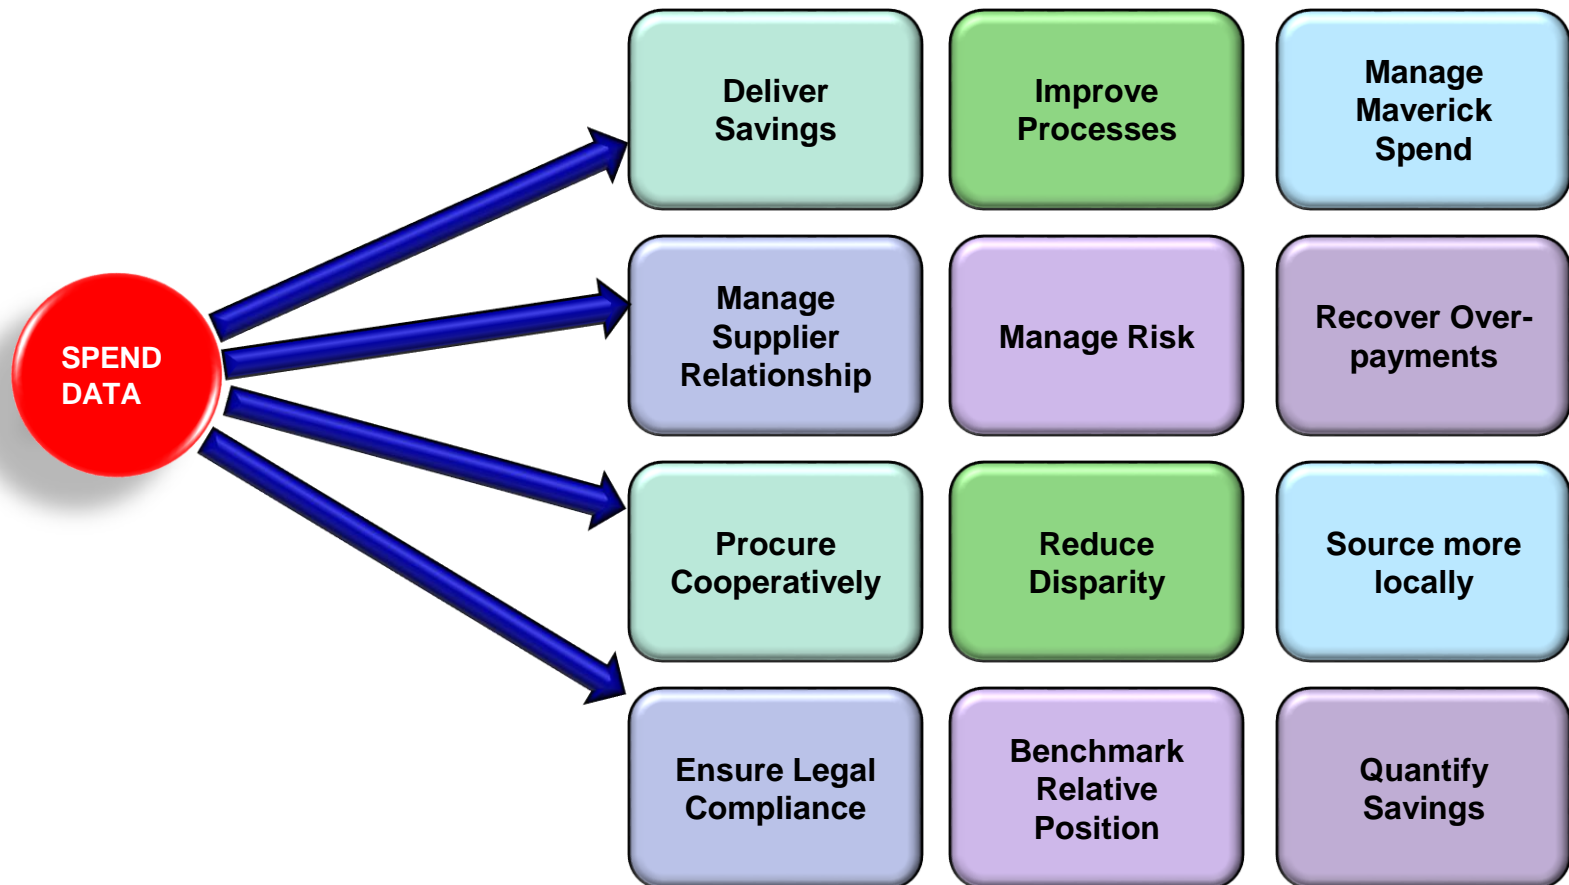 SPEND
DATA
Deliver
Savings
Improve
Processes
Manage
Maverick
Spend
Manage
Supplier
Relationship
Manage Risk
Recover Over-
payments
Procure
Cooperatively
Reduce
Disparity
Source more
locally
Ensure Legal
Compliance
Benchmark
Relative
Position
Quantify
Savings